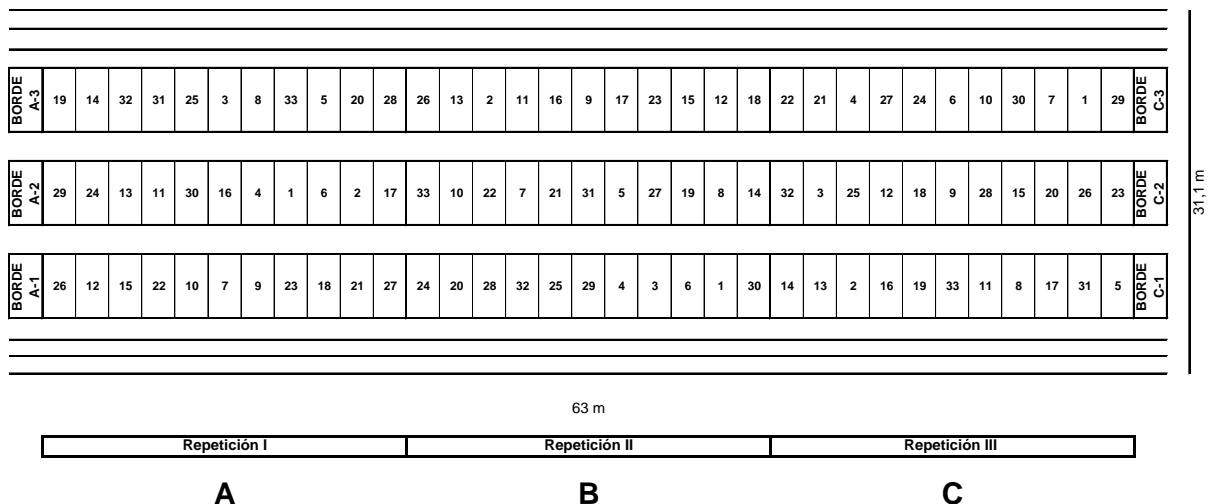 BORDE A-3 19 14 32 31 25 3 8 33 5 20 28 26 13 2 11 16 9 17 23 15 12 18 22 21 4 27 24 6 10 30 7 1 29 BORDE C-3
BORDE A-2 29 24 13 11 30 16 4 1 6 2 17 33 10 22 7 21 31 5 27 19 8 14 32 3 25 12 18 9 28 15 20 26 23 BORDE C-2
31,1 m
BORDE A-1 26 12 15 22 10 7 9 23 18 21 27 24 20 28 32 25 29 4 3 6 1 30 14 13 2 16 19 33 11 8 17 31 5 BORDE C-1
63 m
Repetición I Repetición II Repetición III
A B C